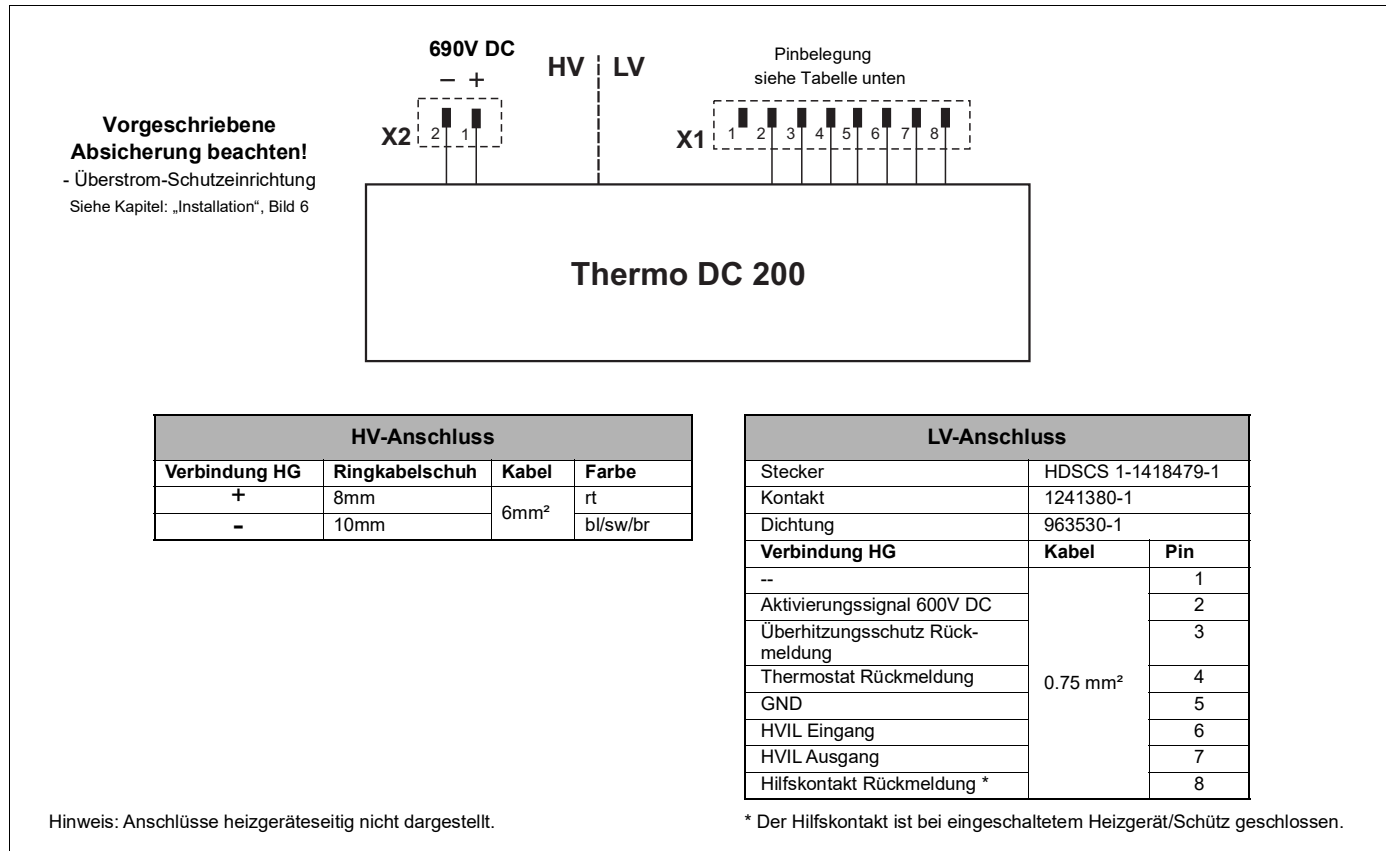 690V DC
− +
HV LV
Pinbelegung
siehe Tabelle unten
Vorgeschriebene
Absicherung beachten!
- Überstrom-Schutzeinrichtung
Siehe Kapitel: „Installation“, Bild 6
X2 2 1
X1 1 2 3 4 5 6 7 8
Thermo DC 200
HV-Anschluss
Verbindung HG Ringkabelschuh Kabel Farbe
+ 8mm 6mm² rt
- 10mm bl/sw/br
LV-Anschluss
Stecker HDSCS 1-1418479-1
Kontakt 1241380-1
Dichtung 963530-1
Verbindung HG Kabel Pin
-- 1
Aktivierungssignal 600V DC 2
Überhitzungsschutz Rück-
meldung 3
Thermostat Rückmeldung 0.75 mm² 4
GND 5
HVIL Eingang 6
HVIL Ausgang 7
Hilfskontakt Rückmeldung * 8
Hinweis: Anschlüsse heizgeräteseitig nicht dargestellt.
* Der Hilfskontakt ist bei eingeschaltetem Heizgerät/Schütz geschlossen.